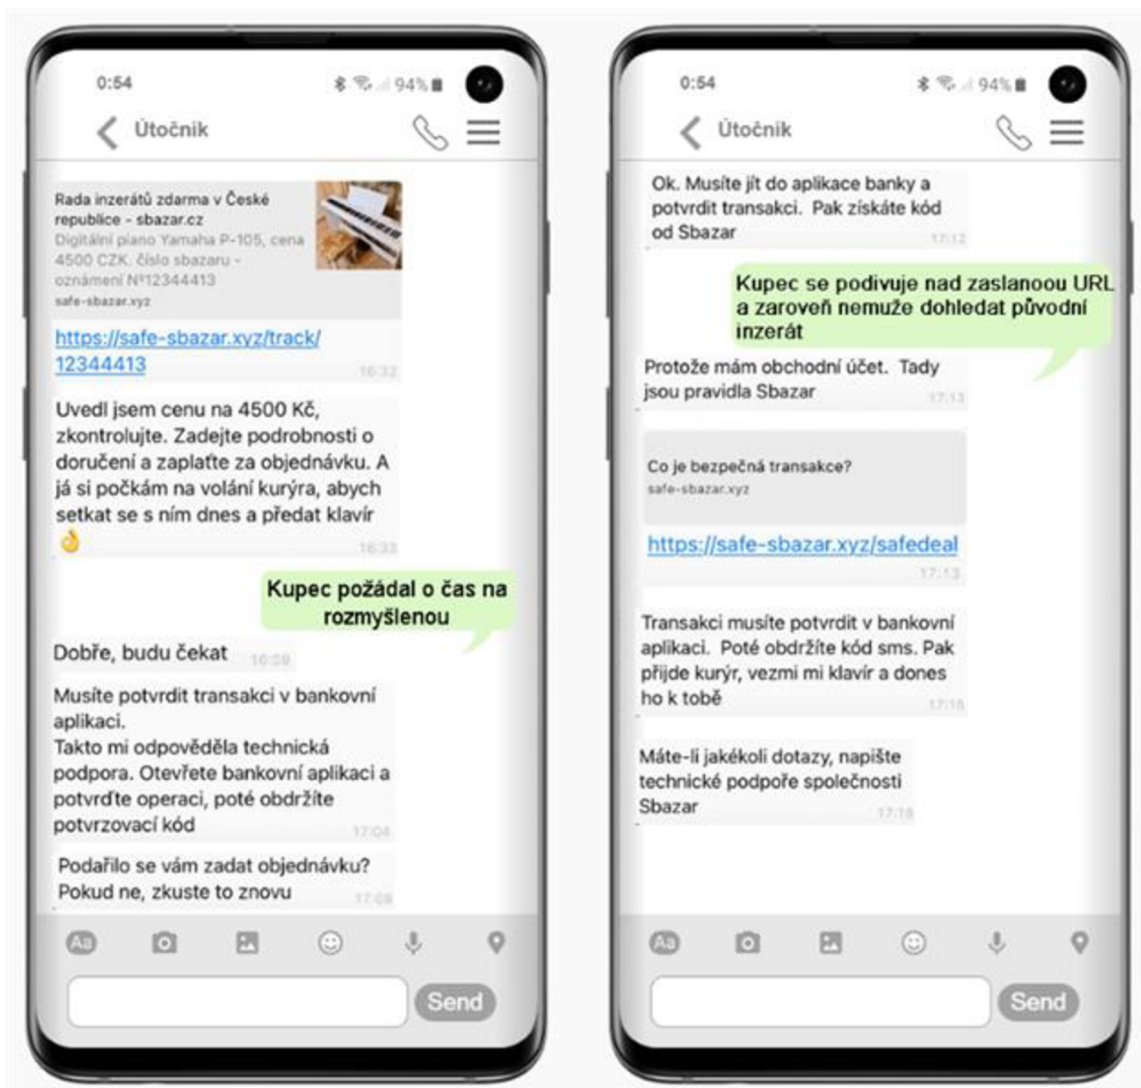 0:54
94%
Útočník
Rada inzerátů zdarma v České
republice - sbazar.cz
Digitální piano Yamaha P-105, cena
4500 CZK. číslo sbazaru -
oznámení №12344413
safe-sbazar.xyz
https://safe-sbazar.xyz/track/
12344413
16:32
Uvedl jsem cenu na 4500 Kč,
zkontrolujte. Zadejte podrobnosti o
doručení a zaplaťte za objednávku. A
já si počkám na volání kurýra, abych
setkat se s ním dnes a předat klavír
👌
16:33
Kupec požádal o čas na
rozmyšlenou
Dobře, budu čekat
16:59
Musíte potvrdit transakci v bankovní
aplikaci.
Takto mi odpověděla technická
podpora. Otevřete bankovní aplikaci a
potvrďte operaci, poté obdržíte
potvrzovací kód
17:04
Podařilo se vám zadat objednávku?
Pokud ne, zkuste to znovu
17:09
Aa
Send
0:54
94%
Útočník
Ok. Musíte jít do aplikace banky a
potvrdit transakci. Pak získáte kód
od Sbazar
17:12
Kupec se podivuje nad zaslanoou URL
a zaroveň nemuže dohledat původní
inzerát
Protože mám obchodní účet. Tady
jsou pravidla Sbazar
17:13
Co je bezpečná transakce?
safe-sbazar.xyz
https://safe-sbazar.xyz/safedeal
17:13
Transakci musíte potvrdit v bankovní
aplikaci. Poté obdržíte kód sms. Pak
přijde kurýr, vezmi mi klavír a dones
ho k tobě
17:15
Máte-li jakékoli dotazy, napište
technické podpoře společnosti
Sbazar
17:18
Aa
Send